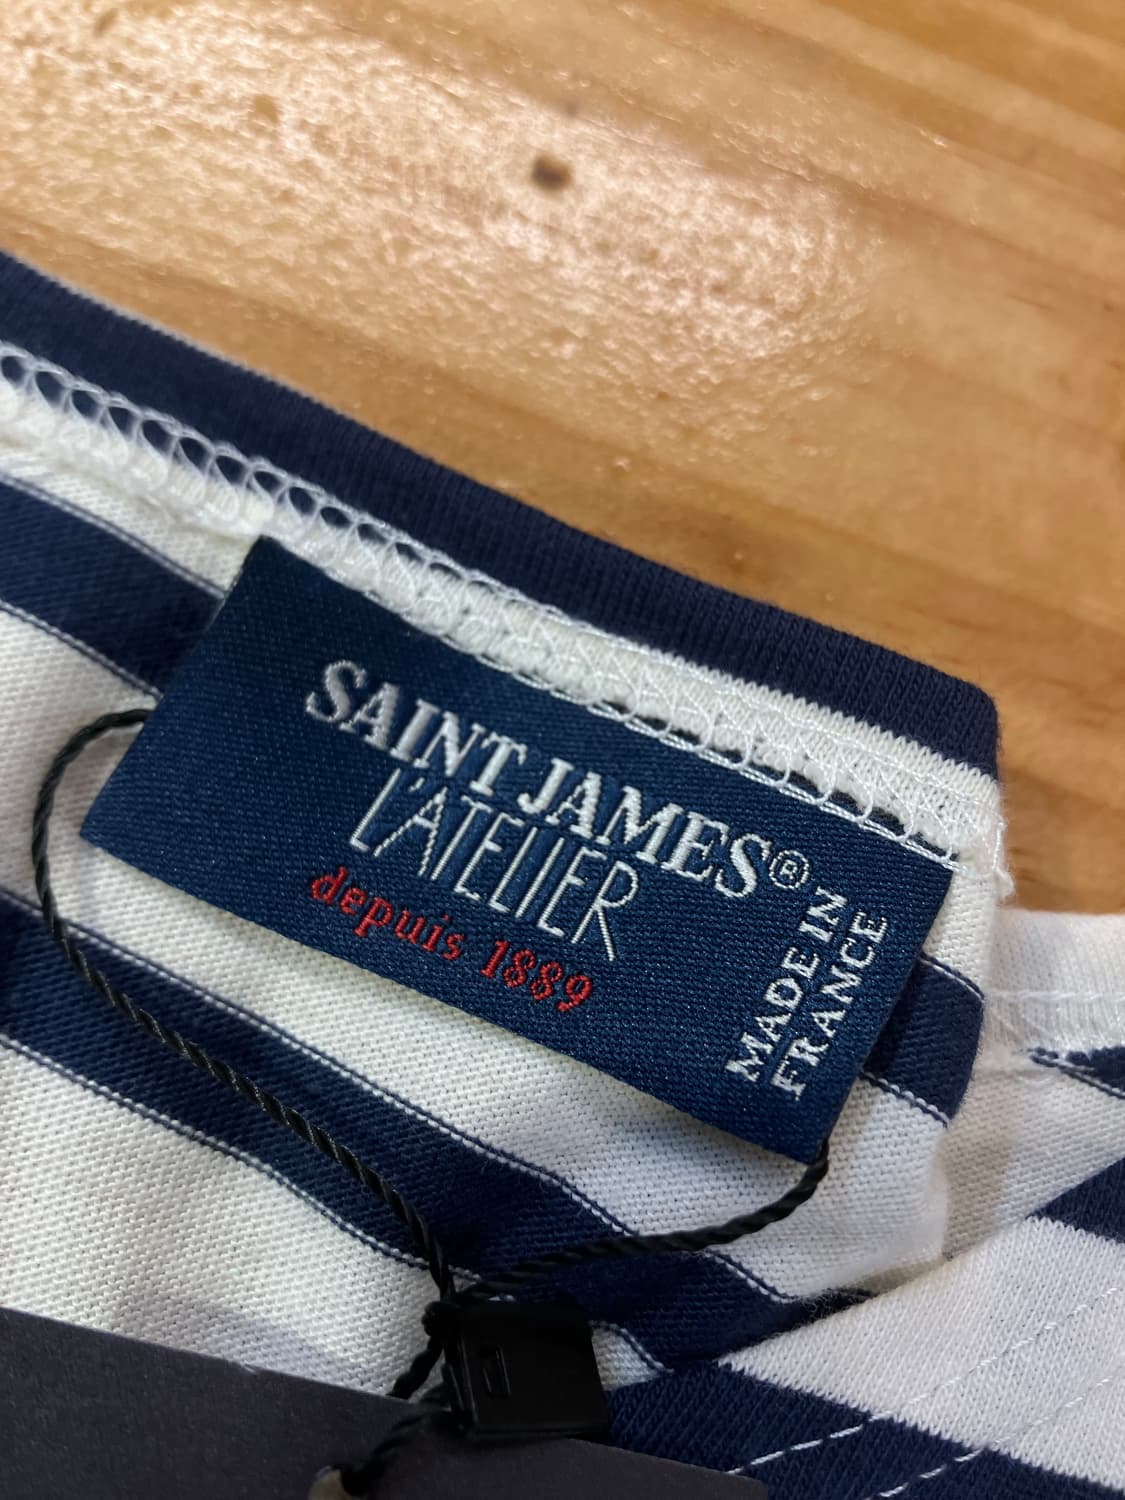 SAINT JAMES®
L'ATELIER
depuis 1889
MADE IN
FRANCE